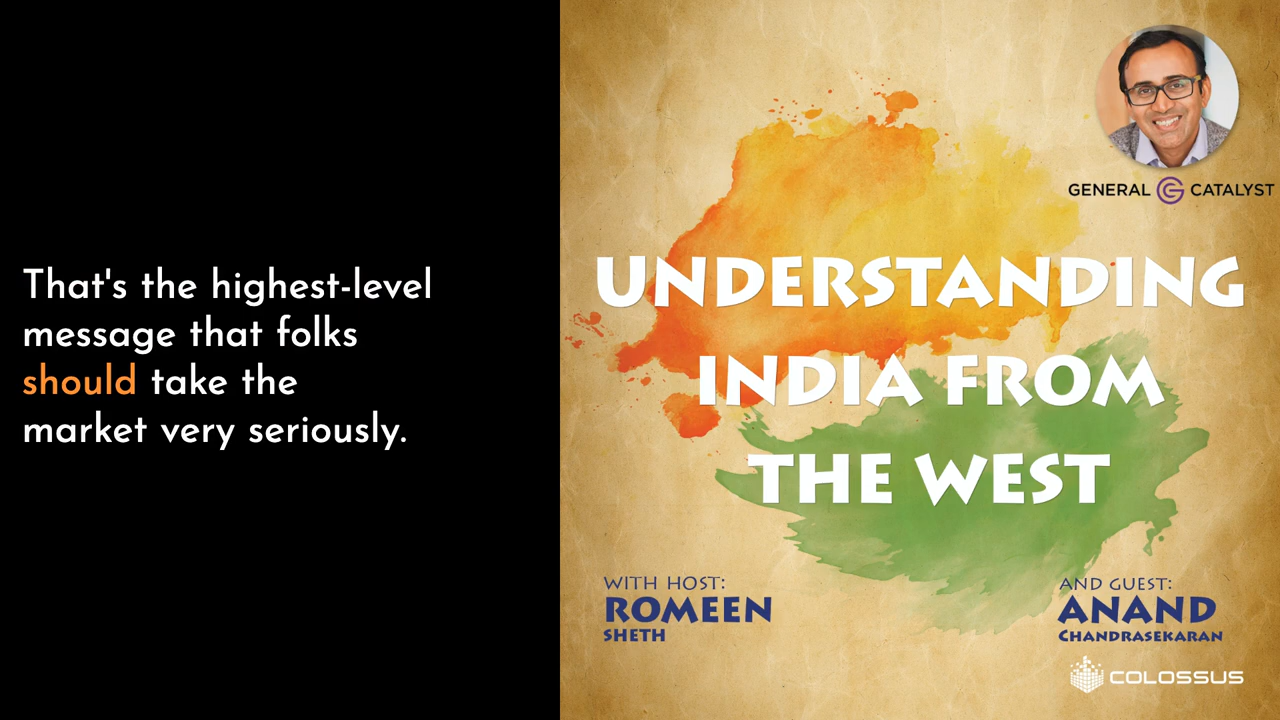 That's the highest-level
message that folks
should take the
market very seriously.
GENERAL CATALYST
UNDERSTANDING
INDIA FROM
THE WEST
WITH HOST:
ROMEEN
SHETH
AND GUEST:
ANAND
CHANDRASEKARAN
COLOSSUS